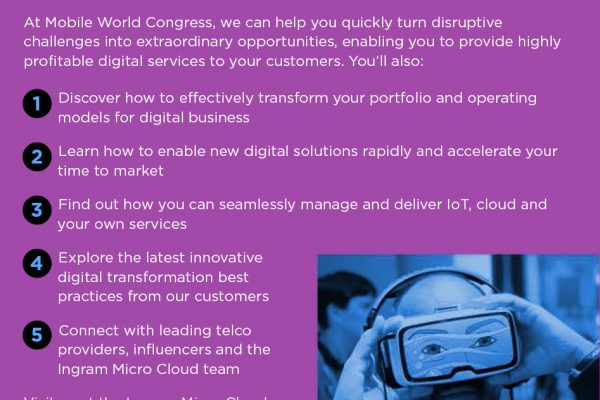 At Mobile World Congress, we can help you quickly turn disruptive
challenges into extraordinary opportunities, enabling you to provide highly
profitable digital services to your customers. You'll also:
1 Discover how to effectively transform your portfolio and operating
models for digital business
2 Learn how to enable new digital solutions rapidly and accelerate your
time to market
3 Find out how you can seamlessly manage and deliver IoT, cloud and
your own services
4 Explore the latest innovative
digital transformation best
practices from our customers
5 Connect with leading telco
providers, influencers and the
Ingram Micro Cloud team